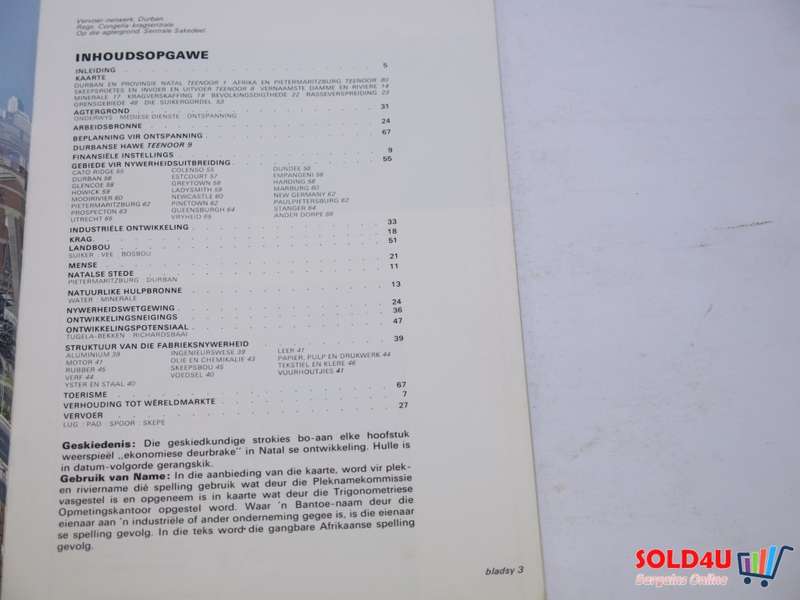 Vervoer-netwerk, Durban.
Regs: Congella-kragsentrale.
Op die agtergrond: Sentrale Sakedeel.
INHOUDSOPGAWE
INLEIDING . . . 5
KAARTE
DURBAN EN PROVINSIE NATAL TEENOOR 1 AFRIKA EN PIETERMARITZBURG TEENOOR 80
SKEEPSROETES EN INVOER EN UITVOER TEENOOR 8 VERNAAMSTE DAMME EN RIVIERE 14
MINERALE 17 KRAGVERSKAFFING 19 BEVOLKINGSDIGTHEDE 22 RASSEVERSPREIDING 23
GRENSGEBIEDE 48 DIE SUIKERGORDEL 53
AGTERGROND . . . 31
ONDERWYS : MEDIESE DIENSTE : ONTSPANNING
ARBEIDSBRONNE . . . 24
BEPLANNING VIR ONTSPANNING . . . 67
DURBANSE HAWE TEENOOR 9
FINANSIËLE INSTELLINGS . . . 9
GEBIEDE VIR NYWERHEIDSUITBREIDING . . . 55
CATO RIDGE 55 COLENSO 55 DUNDEE 56
DURBAN 56 ESTCOURT 57 EMPANGENI 58
GLENCOE 58 GREYTOWN 58 HARDING 58
HOWICK 59 LADYSMITH 59 MARBURG 60
MODIRIVIER 60 NEWCASTLE 60 NEW GERMANY 62
PIETERMARITZBURG 62 PINETOWN 62 PAULPIETERSBURG 62
PROSPECTON 63 QUEENSBURGH 64 STANGER 64
UTRECHT 65 VRYHEID 65 ANDER DORPE 66
INDUSTRIËLE ONTWIKKELING . . . 33
KRAG . . . 18
LANDBOU . . . 51
SUIKER : VEE : BOSBOU
MENSE . . . 21
NATALSE STEDE . . . 11
PIETERMARITZBURG : DURBAN
NATUURLIKE HULPBRONNE . . . 13
WATER : MINERALE
NYWERHEIDSWETGEWING . . . 24
ONTWIKKELINGSNEIGINGS . . . 36
ONTWIKKELINGSPOTENSIAAL . . . 47
TUGELA-BEKKEN : RICHARDSBAAI
STRUKTUUR VAN DIE FABRIEKSNYWERHEID . . . 39
ALUMINIUM 39 INGENIEURSWESE 39 LEER 41
MOTOR 41 OLIE EN CHEMIKALIË 43 PAPIER, PULP EN DRUKWERK 44
RUBBER 45 SKEEPSBOU 45 TEKSTIEL EN KLERE 46
VERF 44 VOEDSEL 40 VUURHOUTJIES 41
YSTER EN STAAL 40
TOERISME . . . 67
VERHOUDING TOT WÊRELDMARKTE . . . 7
VERVOER . . . 27
LUG : PAD : SPOOR : SKEPE
Geskiedenis: Die geskiedkundige strokies bo-aan elke hoofstuk
weerspieël „ekonomiese deurbrake” in Natal se ontwikkeling. Hulle is
in datum-volgorde gerangskik.
Gebruik van Name: In die aanbieding van die kaarte, word vir plek-
en riviername dié spelling gebruik wat deur die Pleknamekommissie
vasgestel is en opgeneem is in kaarte wat deur die Trigonometriese
Opmetingskantoor opgestel word. Waar 'n Bantoe-naam deur die
eienaar aan 'n industriële of ander onderneming gegee is, is die eienaar
se spelling gevolg. In die teks word die gangbare Afrikaanse spelling
gevolg.
bladsy 3
SOLD4U
Bargains Online